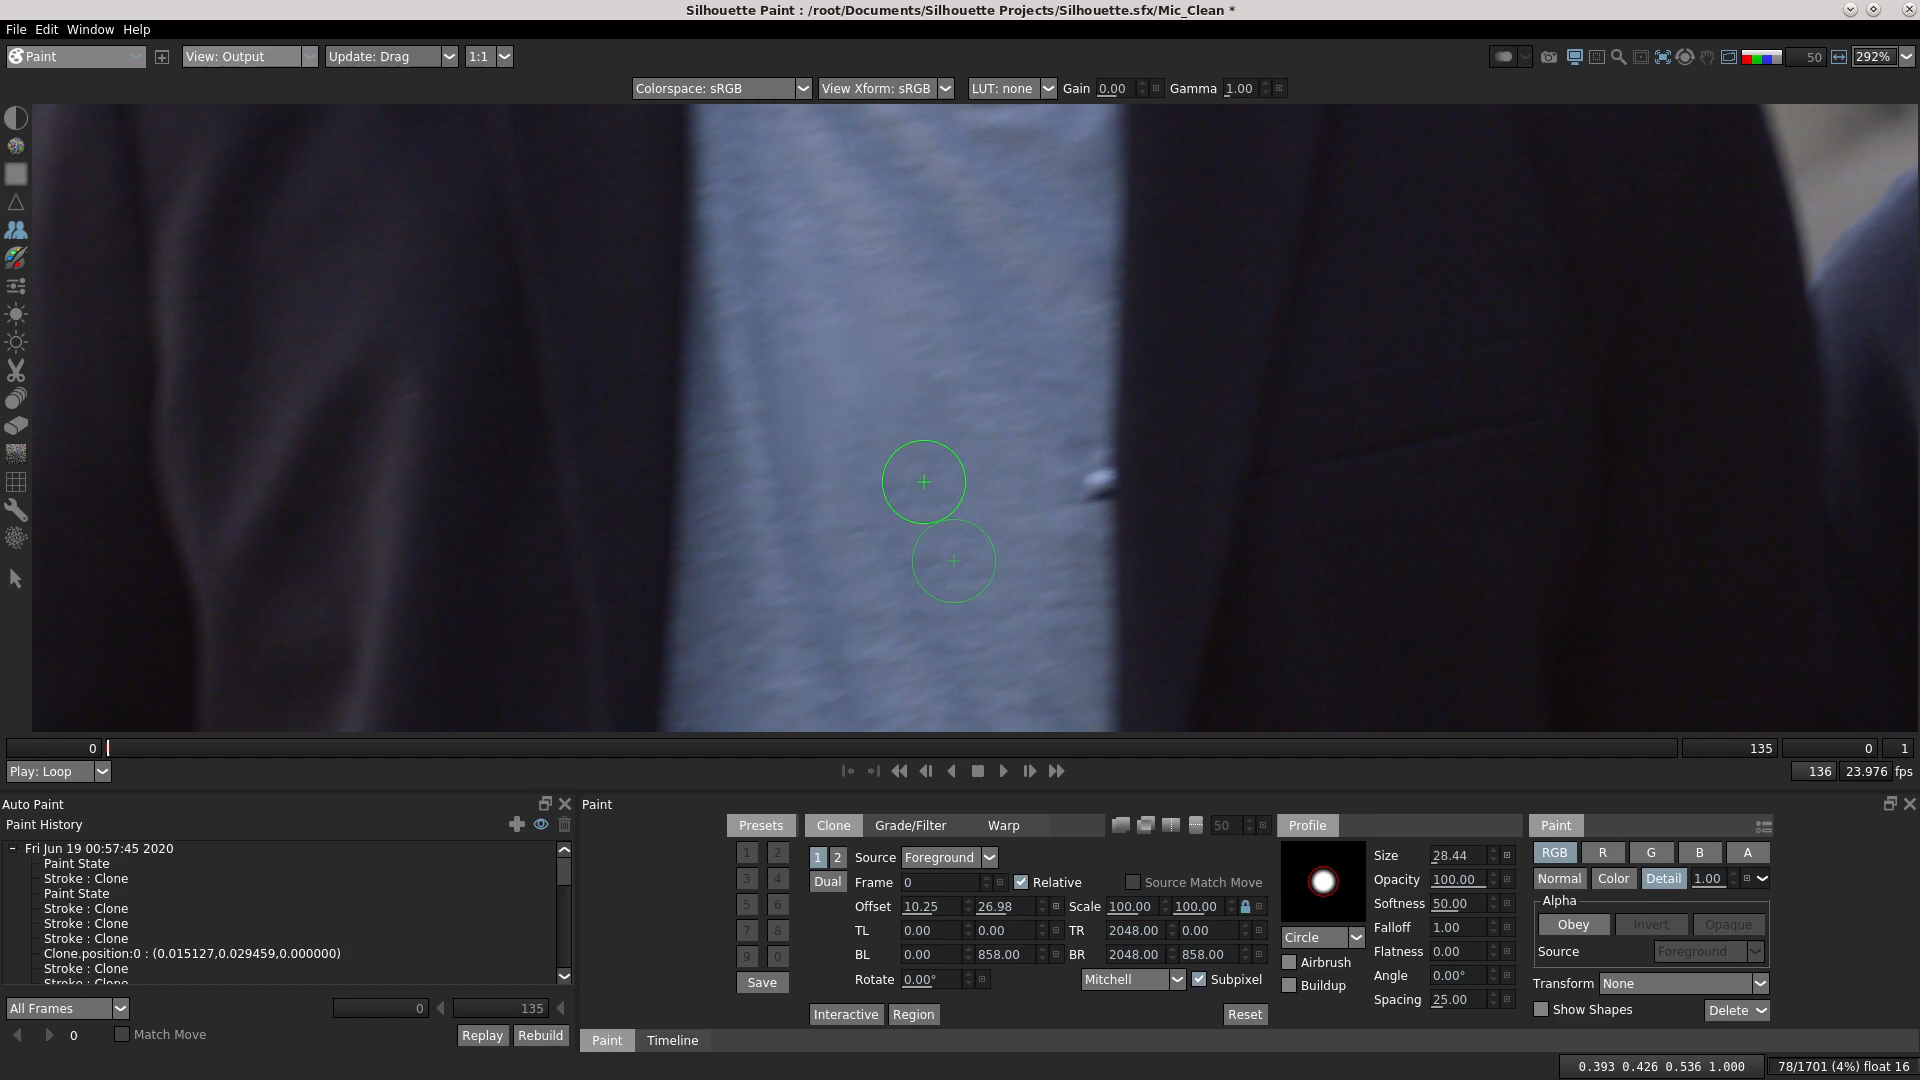 Silhouette Paint : /root/Documents/Silhouette Projects/Silhouette.sfx/Mic_Clean *
File Edit Window Help
Paint View: Output Update: Drag 1:1 50 292%
Colorspace: sRGB View Xform: sRGB LUT: none Gain 0.00 Gamma 1.00
0 135 0 1
Play: Loop 136 23.976 fps
Auto Paint
Paint History
Fri Jun 19 00:57:45 2020
Paint State
Stroke : Clone
Paint State
Stroke : Clone
Stroke : Clone
Stroke : Clone
Clone.position:0 : (0.015127,0.029459,0.000000)
Stroke : Clone
Stroke : Clone
All Frames 0 135
0 Match Move Replay Rebuild
Paint
Presets Clone Grade/Filter Warp 50 Profile Paint
1 2
3 4
5 6
7 8
9 0
Save
1 2 Source Foreground
Dual Frame 0 Relative Source Match Move
Offset 10.25 26.98 Scale 100.00 100.00
TL 0.00 0.00 TR 2048.00 0.00
BL 0.00 858.00 BR 2048.00 858.00
Rotate 0.00° Mitchell Subpixel
Interactive Region Reset
Circle
Airbrush
Buildup
Size 28.44
Opacity 100.00
Softness 50.00
Falloff 1.00
Flatness 0.00
Angle 0.00°
Spacing 25.00
RGB R G B A
Normal Color Detail 1.00
Alpha
Obey Invert Opaque
Source Foreground
Transform None
Show Shapes Delete
Paint Timeline
0.393 0.426 0.536 1.000 78/1701 (4%) float 16